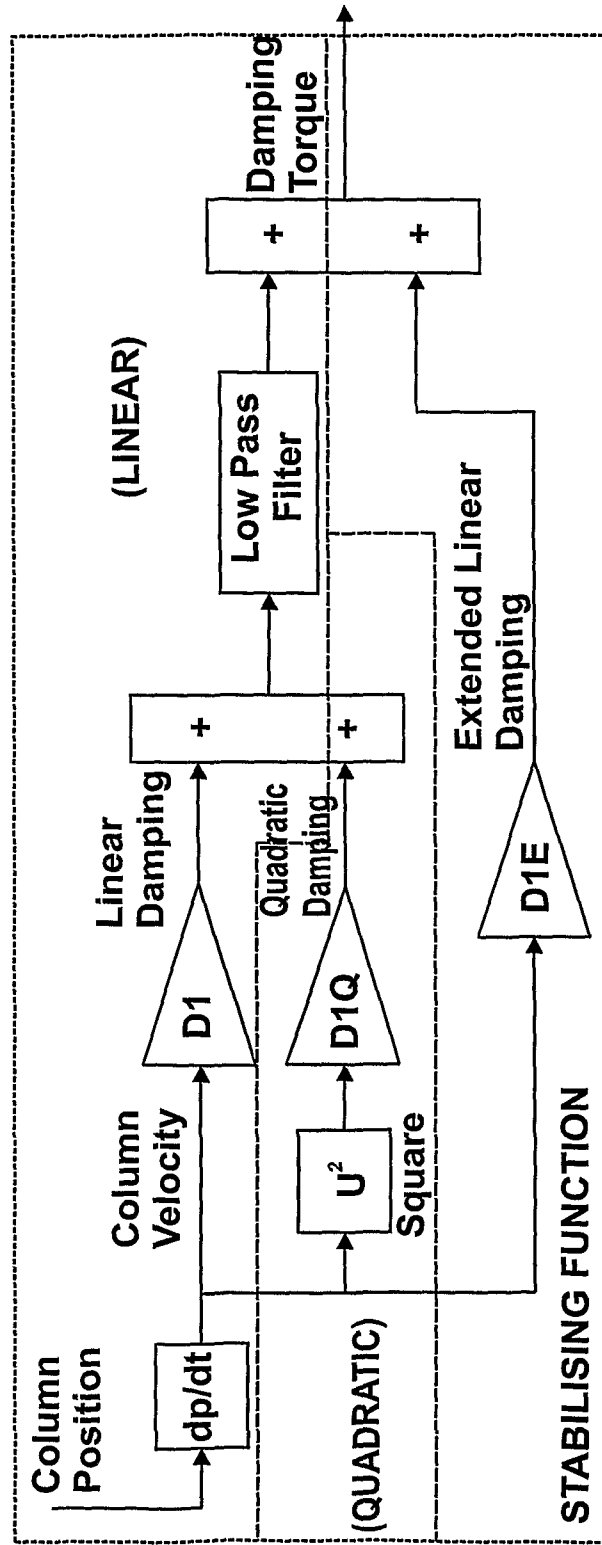 Column
Position
dp/dt
Column
Velocity
D1
Linear
Damping
+
+
Low Pass
Filter
(LINEAR)
+
+
Damping
Torque
(QUADRATIC)
U²
Square
D1Q
Quadratic
Damping
D1E
Extended Linear
Damping
STABILISING FUNCTION